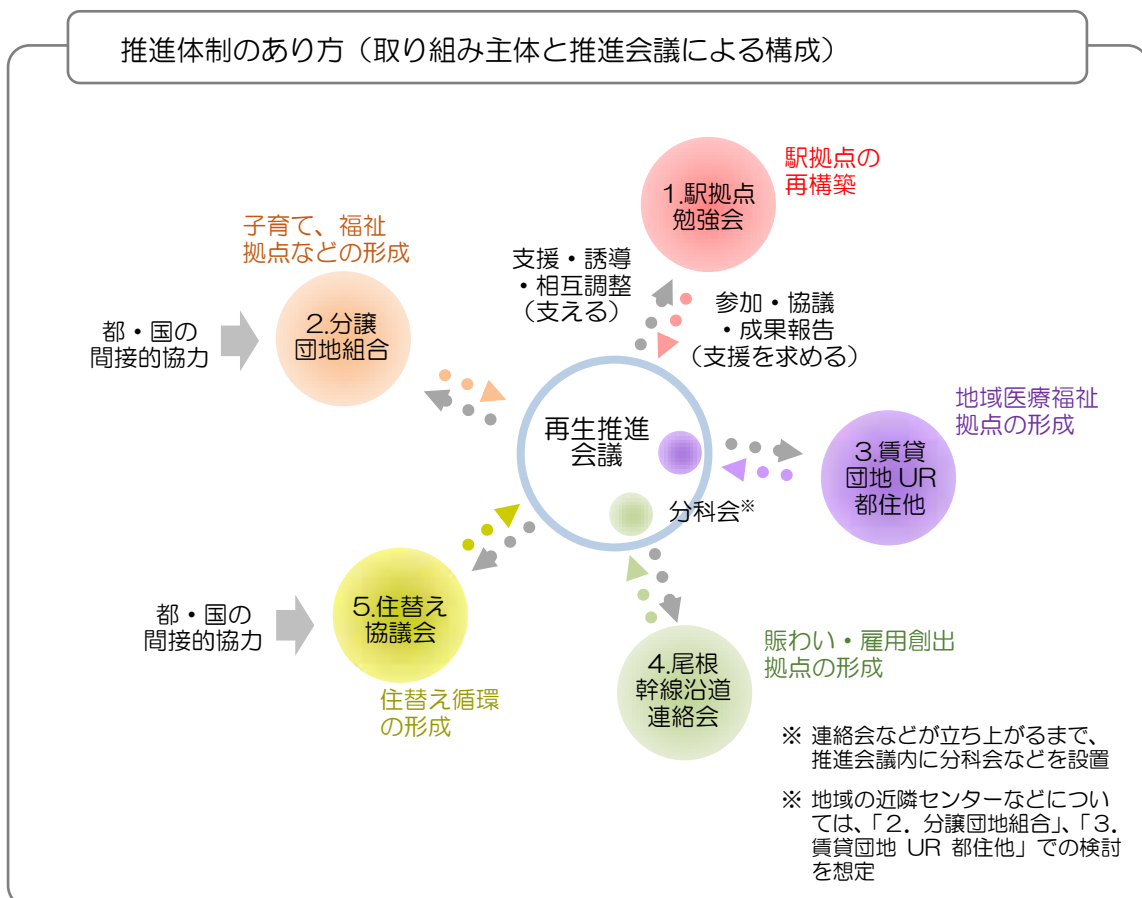 推進体制のあり方（取り組み主体と推進会議による構成）
駅拠点の
再構築
1.駅拠点
勉強会
子育て、福祉
拠点などの形成
支援・誘導
・相互調整
（支える）
参加・協議
・成果報告
（支援を求める）
都・国の
間接的協力
2.分譲
団地組合
地域医療福祉
拠点の形成
再生推進
会議
3.賃貸
団地 UR
都住他
分科会※
都・国の
間接的協力
5.住替え
協議会
住替え循環
の形成
4.尾根
幹線沿道
連絡会
賑わい・雇用創出
拠点の形成
※ 連絡会などが立ち上がるまで、
推進会議内に分科会などを設置
※ 地域の近隣センターなどについ
ては、「２．分譲団地組合」、「３．
賃貸団地 UR 都住他」での検討
を想定